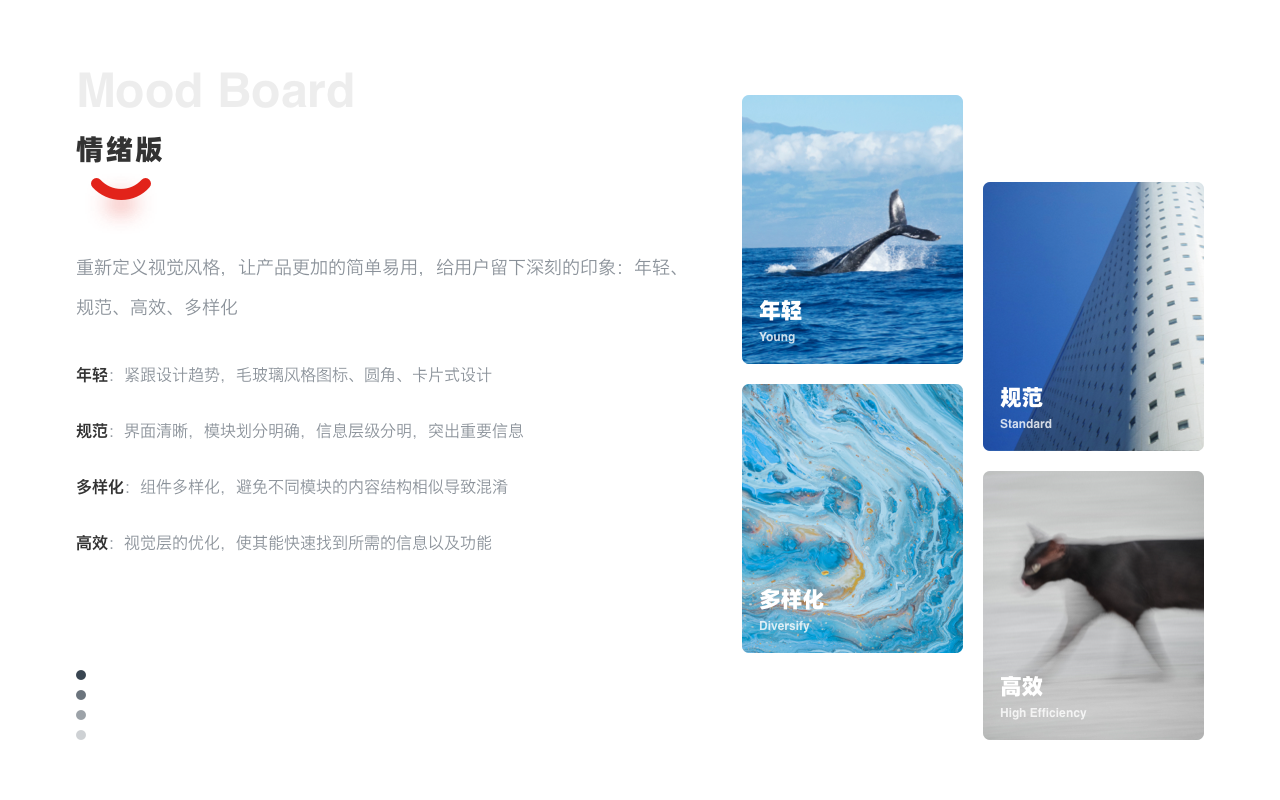 Mood Board
情绪版
重新定义视觉风格，让产品更加的简单易用，给用户留下深刻的印象：年轻、
规范、高效、多样化
年轻：紧跟设计趋势，毛玻璃风格图标、圆角、卡片式设计
规范：界面清晰，模块划分明确，信息层级分明，突出重要信息
多样化：组件多样化，避免不同模块的内容结构相似导致混淆
高效：视觉层的优化，使其能快速找到所需的信息以及功能
年轻
Young
规范
Standard
多样化
Diversify
高效
High Efficiency